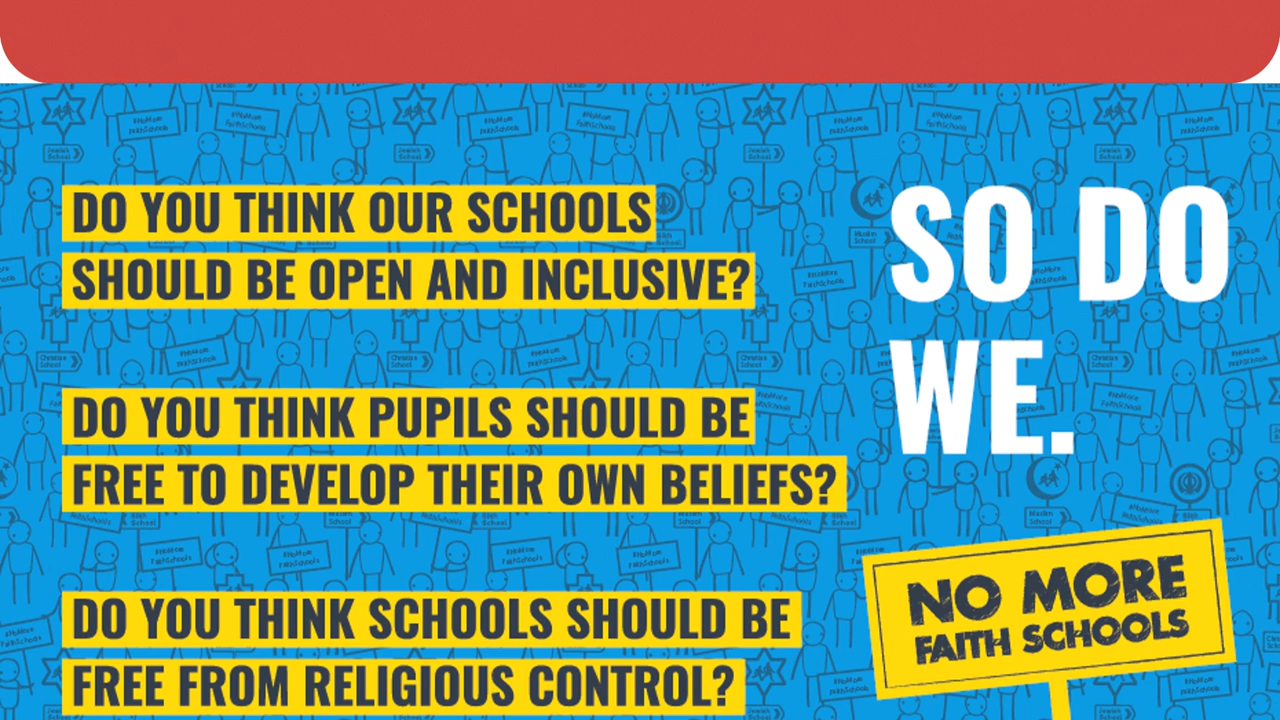 DO YOU THINK OUR SCHOOLS
SHOULD BE OPEN AND INCLUSIVE?
DO YOU THINK PUPILS SHOULD BE
FREE TO DEVELOP THEIR OWN BELIEFS?
DO YOU THINK SCHOOLS SHOULD BE
FREE FROM RELIGIOUS CONTROL?
SO DO
WE.
NO MORE
FAITH SCHOOLS